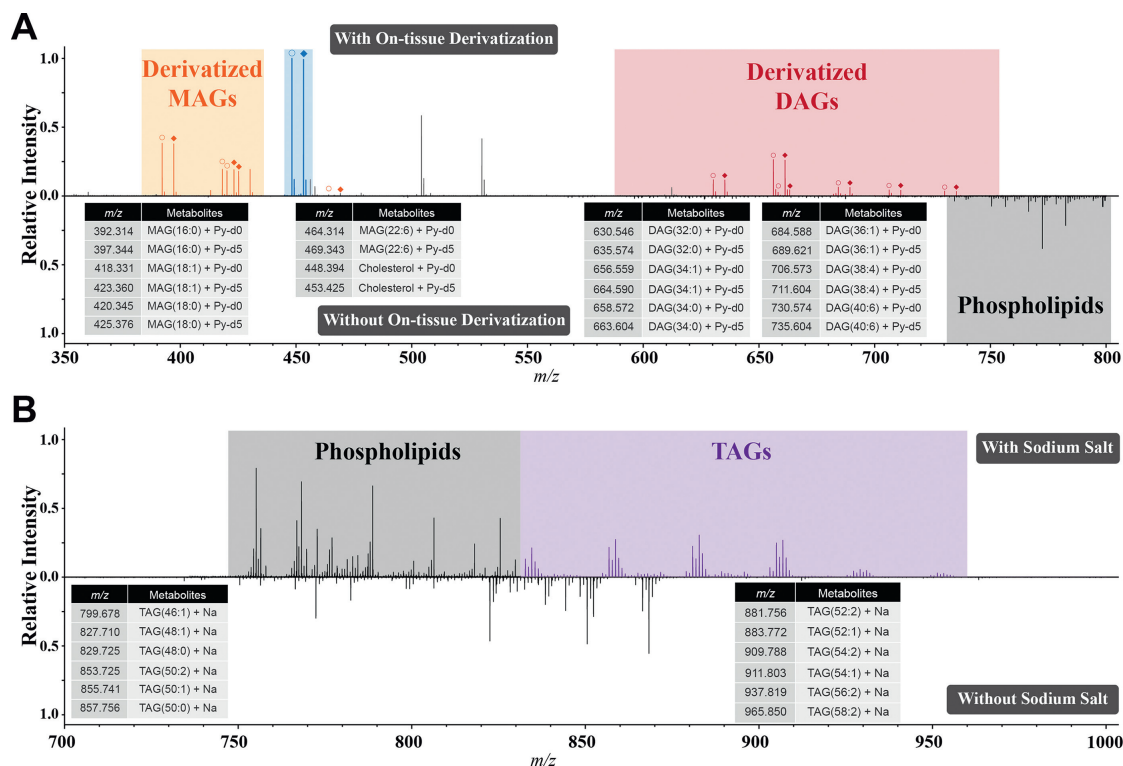 A
With On-tissue Derivatization
Derivatized
MAGs
Derivatized
DAGs
Relative Intensity
1.0
0.5
0.0
0.5
1.0
m/z Metabolites
392.314 MAG(16:0) + Py-d0
397.344 MAG(16:0) + Py-d5
418.331 MAG(18:1) + Py-d0
423.360 MAG(18:1) + Py-d5
420.345 MAG(18:0) + Py-d0
425.376 MAG(18:0) + Py-d5
m/z Metabolites
464.314 MAG(22:6) + Py-d0
469.343 MAG(22:6) + Py-d5
448.394 Cholesterol + Py-d0
453.425 Cholesterol + Py-d5
Without On-tissue Derivatization
m/z Metabolites
630.546 DAG(32:0) + Py-d0
635.574 DAG(32:0) + Py-d5
656.559 DAG(34:1) + Py-d0
664.590 DAG(34:1) + Py-d5
658.572 DAG(34:0) + Py-d0
663.604 DAG(34:0) + Py-d5
m/z Metabolites
684.588 DAG(36:1) + Py-d0
689.621 DAG(36:1) + Py-d5
706.573 DAG(38:4) + Py-d0
711.604 DAG(38:4) + Py-d5
730.574 DAG(40:6) + Py-d0
735.604 DAG(40:6) + Py-d5
Phospholipids
350 400 450 500 550 600 650 700 750 800
m/z
B
Phospholipids
TAGs
With Sodium Salt
Relative Intensity
1.0
0.5
0.0
0.5
1.0
m/z Metabolites
799.678 TAG(46:1) + Na
827.710 TAG(48:1) + Na
829.725 TAG(48:0) + Na
853.725 TAG(50:2) + Na
855.741 TAG(50:1) + Na
857.756 TAG(50:0) + Na
m/z Metabolites
881.756 TAG(52:2) + Na
883.772 TAG(52:1) + Na
909.788 TAG(54:2) + Na
911.803 TAG(54:1) + Na
937.819 TAG(56:2) + Na
965.850 TAG(58:2) + Na
Without Sodium Salt
700 750 800 850 900 950 1000
m/z